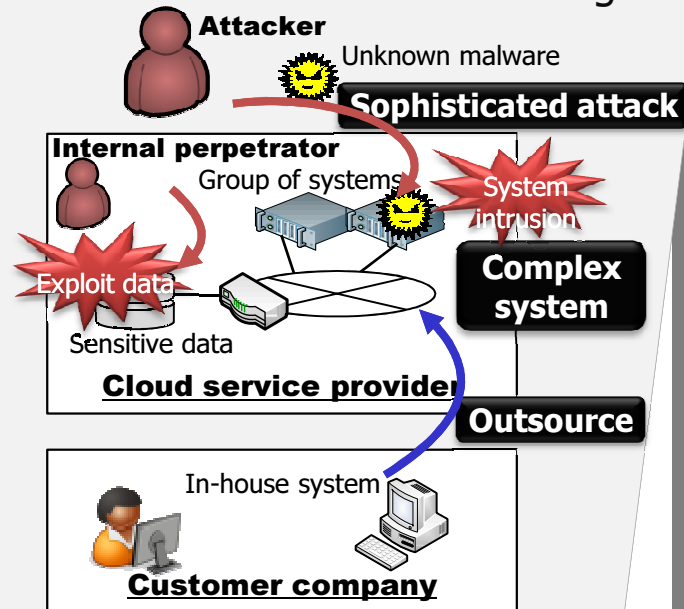 g
Attacker
Unknown malware
Sophisticated attack
Internal perpetrator
Group of systems
System
intrusion
Exploit data
Complex
system
Sensitive data
Cloud service provider
Outsource
In-house system
Customer company